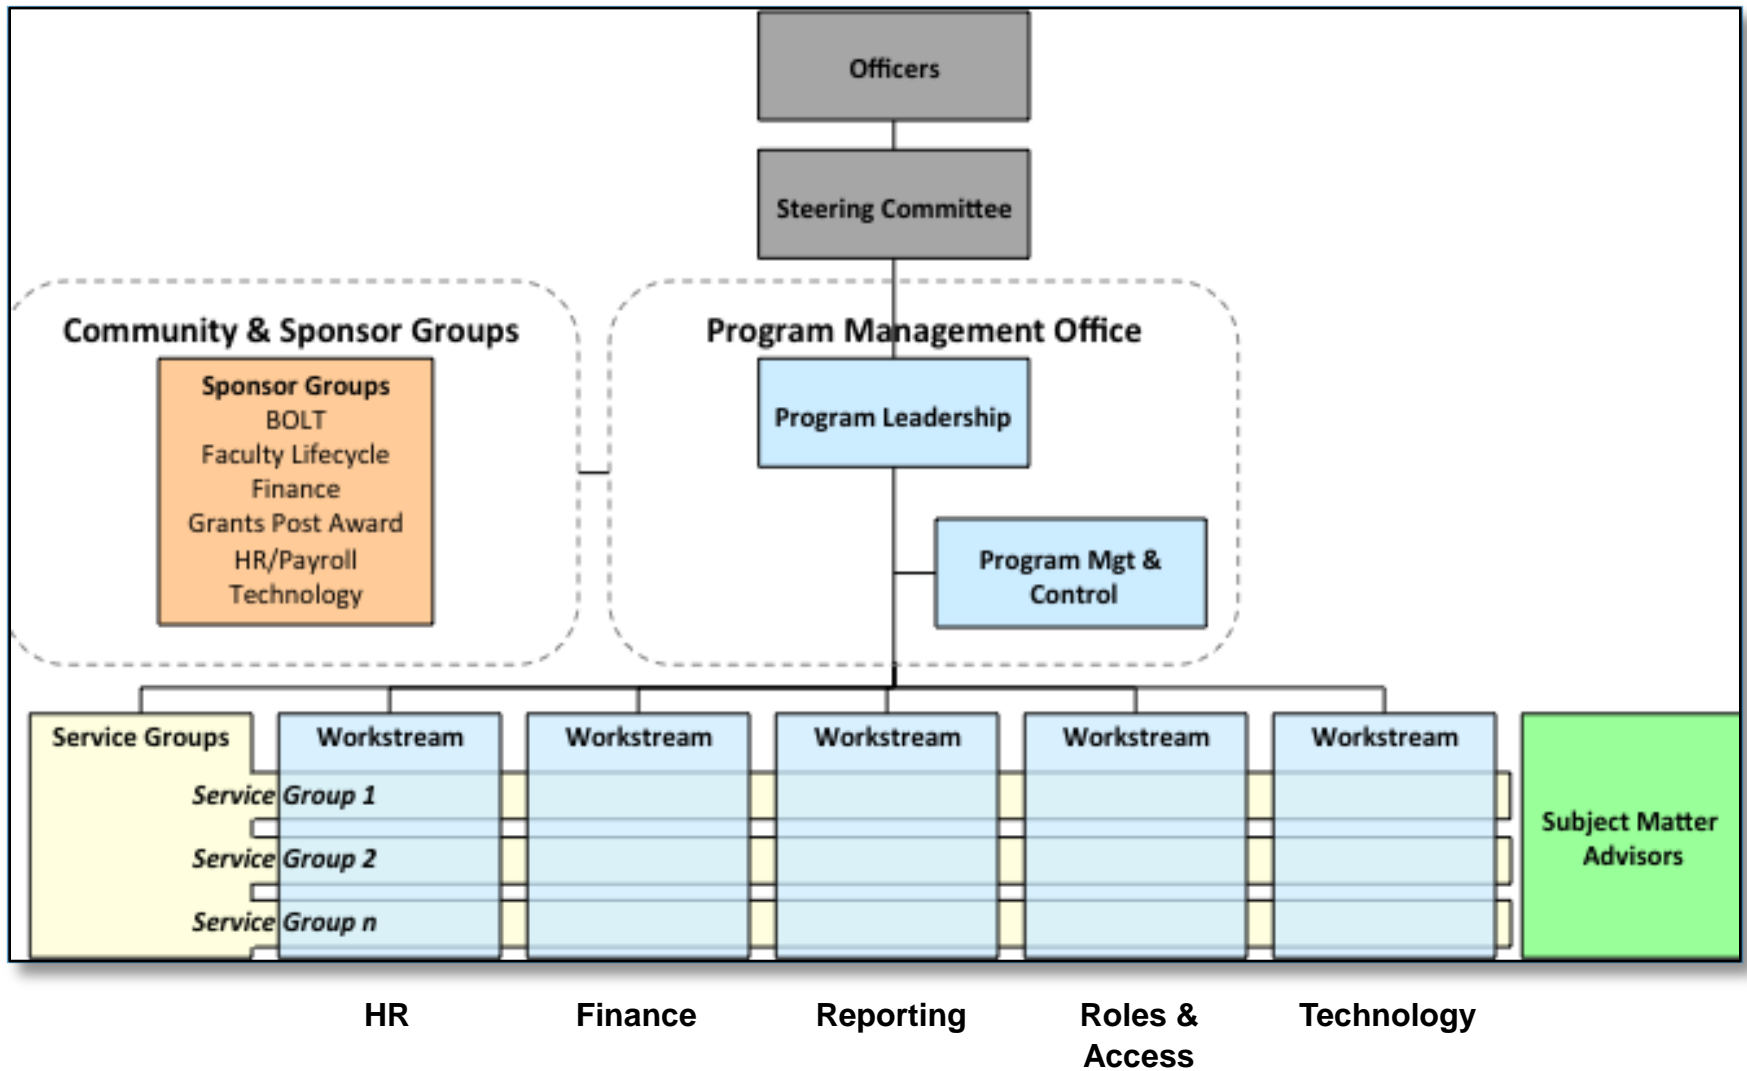 Officers
Steering Committee
Community & Sponsor Groups
Sponsor Groups
BOLT
Faculty Lifecycle
Finance
Grants Post Award
HR/Payroll
Technology
Program Management Office
Program Leadership
Program Mgt &
Control
Service Groups
Workstream
Workstream
Workstream
Workstream
Workstream
Service Group 1
Service Group 2
Service Group n
Subject Matter
Advisors
HR
Finance
Reporting
Roles &
Access
Technology